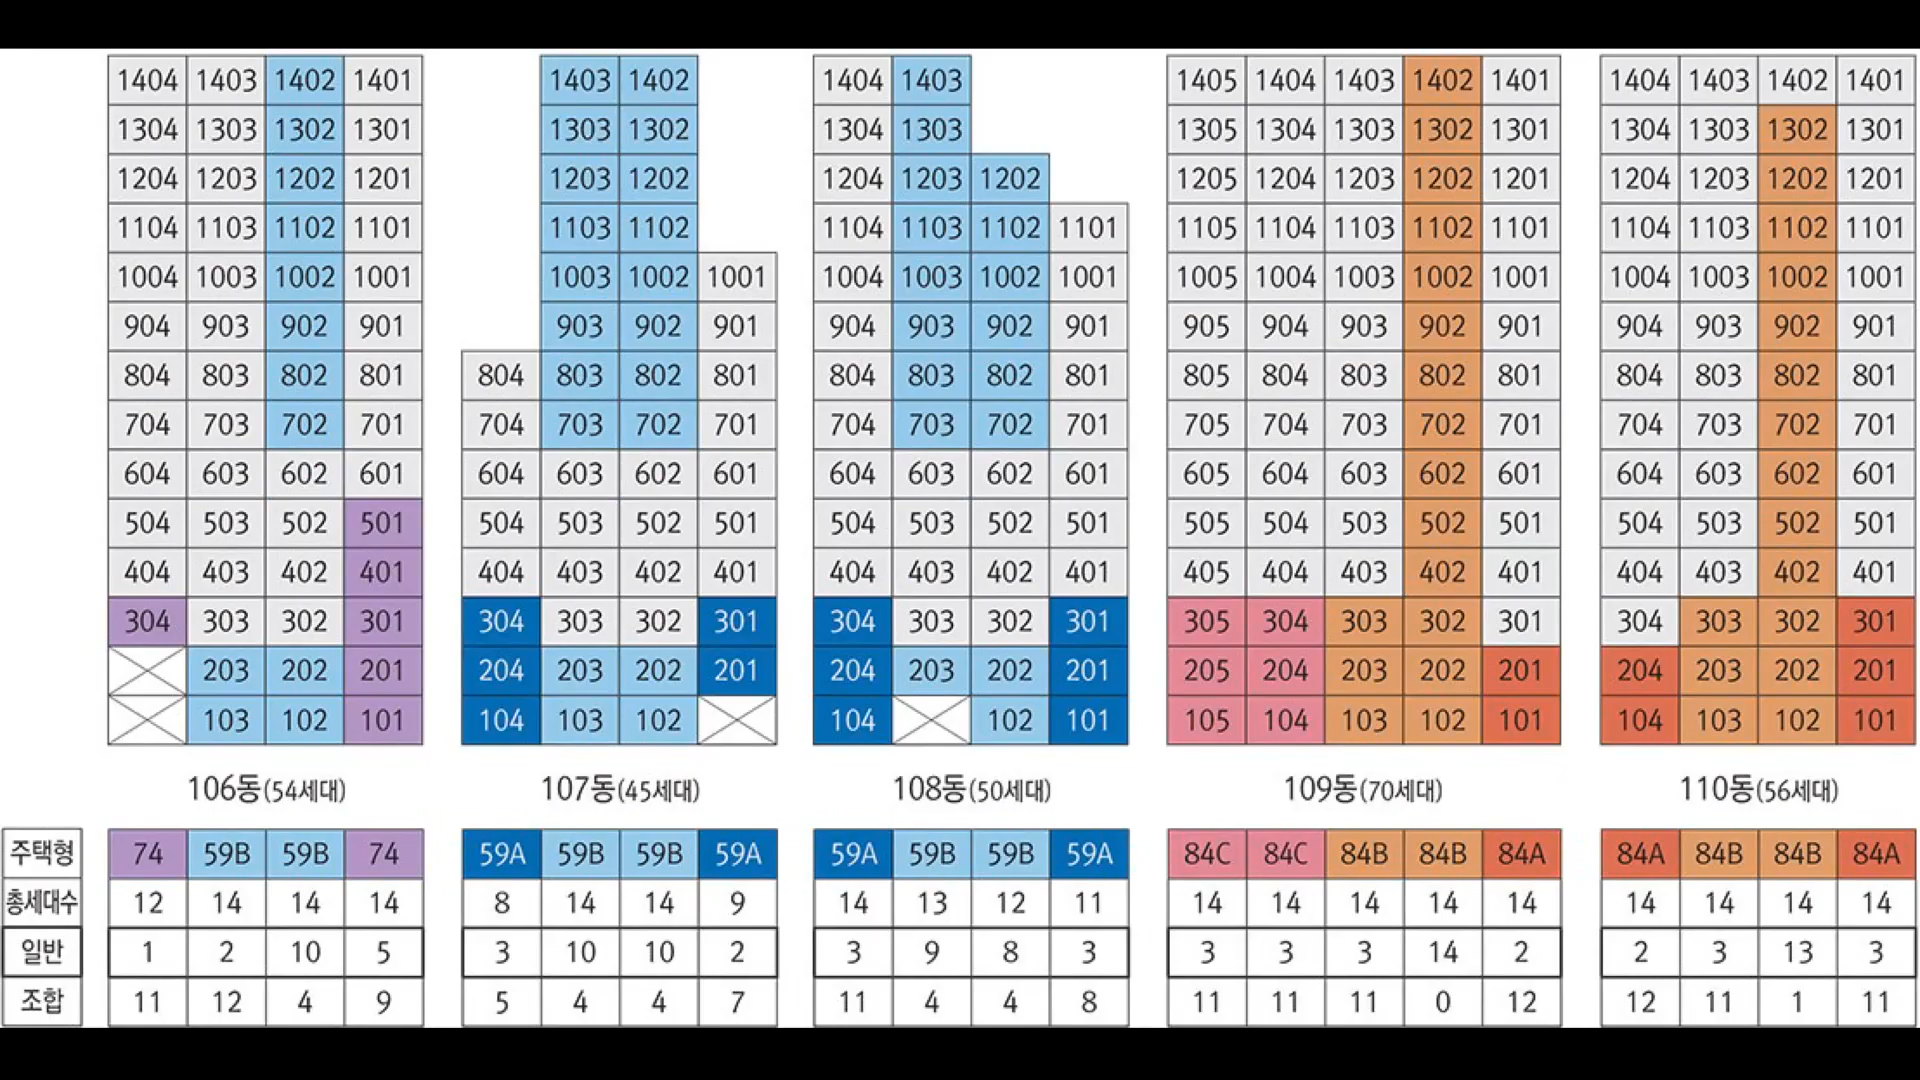 1404 1403 1402 1401 1403 1402 1404 1403 1405 1404 1403 1402 1401 1404 1403 1402 1401
1304 1303 1302 1301 1303 1302 1304 1303 1305 1304 1303 1302 1301 1304 1303 1302 1301
1204 1203 1202 1201 1203 1202 1204 1203 1202 1205 1204 1203 1202 1201 1204 1203 1202 1201
1104 1103 1102 1101 1103 1102 1104 1103 1102 1101 1105 1104 1103 1102 1101 1104 1103 1102 1101
1004 1003 1002 1001 1003 1002 1001 1004 1003 1002 1001 1005 1004 1003 1002 1001 1004 1003 1002 1001
904 903 902 901 903 902 901 904 903 902 901 905 904 903 902 901 904 903 902 901
804 803 802 801 804 803 802 801 804 803 802 801 805 804 803 802 801 804 803 802 801
704 703 702 701 704 703 702 701 704 703 702 701 705 704 703 702 701 704 703 702 701
604 603 602 601 604 603 602 601 604 603 602 601 605 604 603 602 601 604 603 602 601
504 503 502 501 504 503 502 501 504 503 502 501 505 504 503 502 501 504 503 502 501
404 403 402 401 404 403 402 401 404 403 402 401 405 404 403 402 401 404 403 402 401
304 303 302 301 304 303 302 301 304 303 302 301 305 304 303 302 301 304 303 302 301
203 202 201 204 203 202 201 204 203 202 201 205 204 203 202 201 204 203 202 201
103 102 101 104 103 102 104 102 101 105 104 103 102 101 104 103 102 101
106동(54세대) 107동(45세대) 108동(50세대) 109동(70세대) 110동(56세대)
주택형 74 59B 59B 74 59A 59B 59B 59A 59A 59B 59B 59A 84C 84C 84B 84B 84A 84A 84B 84B 84A
총세대수 12 14 14 14 8 14 14 9 14 13 12 11 14 14 14 14 14 14 14 14 14
일반 1 2 10 5 3 10 10 2 3 9 8 3 3 3 3 14 2 2 3 13 3
조합 11 12 4 9 5 4 4 7 11 4 4 8 11 11 11 0 12 12 11 1 11